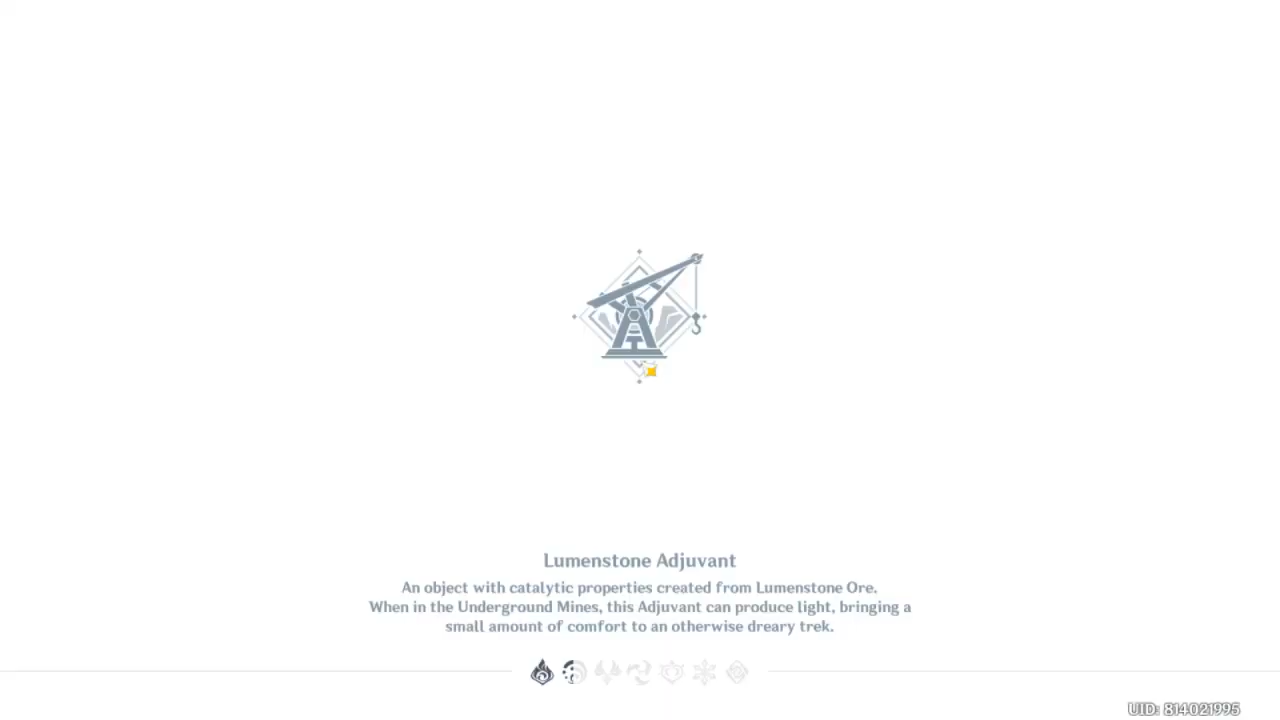 Lumenstone Adjuvant
An object with catalytic properties created from Lumenstone Ore.
When in the Underground Mines, this Adjuvant can produce light, bringing a
small amount of comfort to an otherwise dreary trek.
UID: 814021995